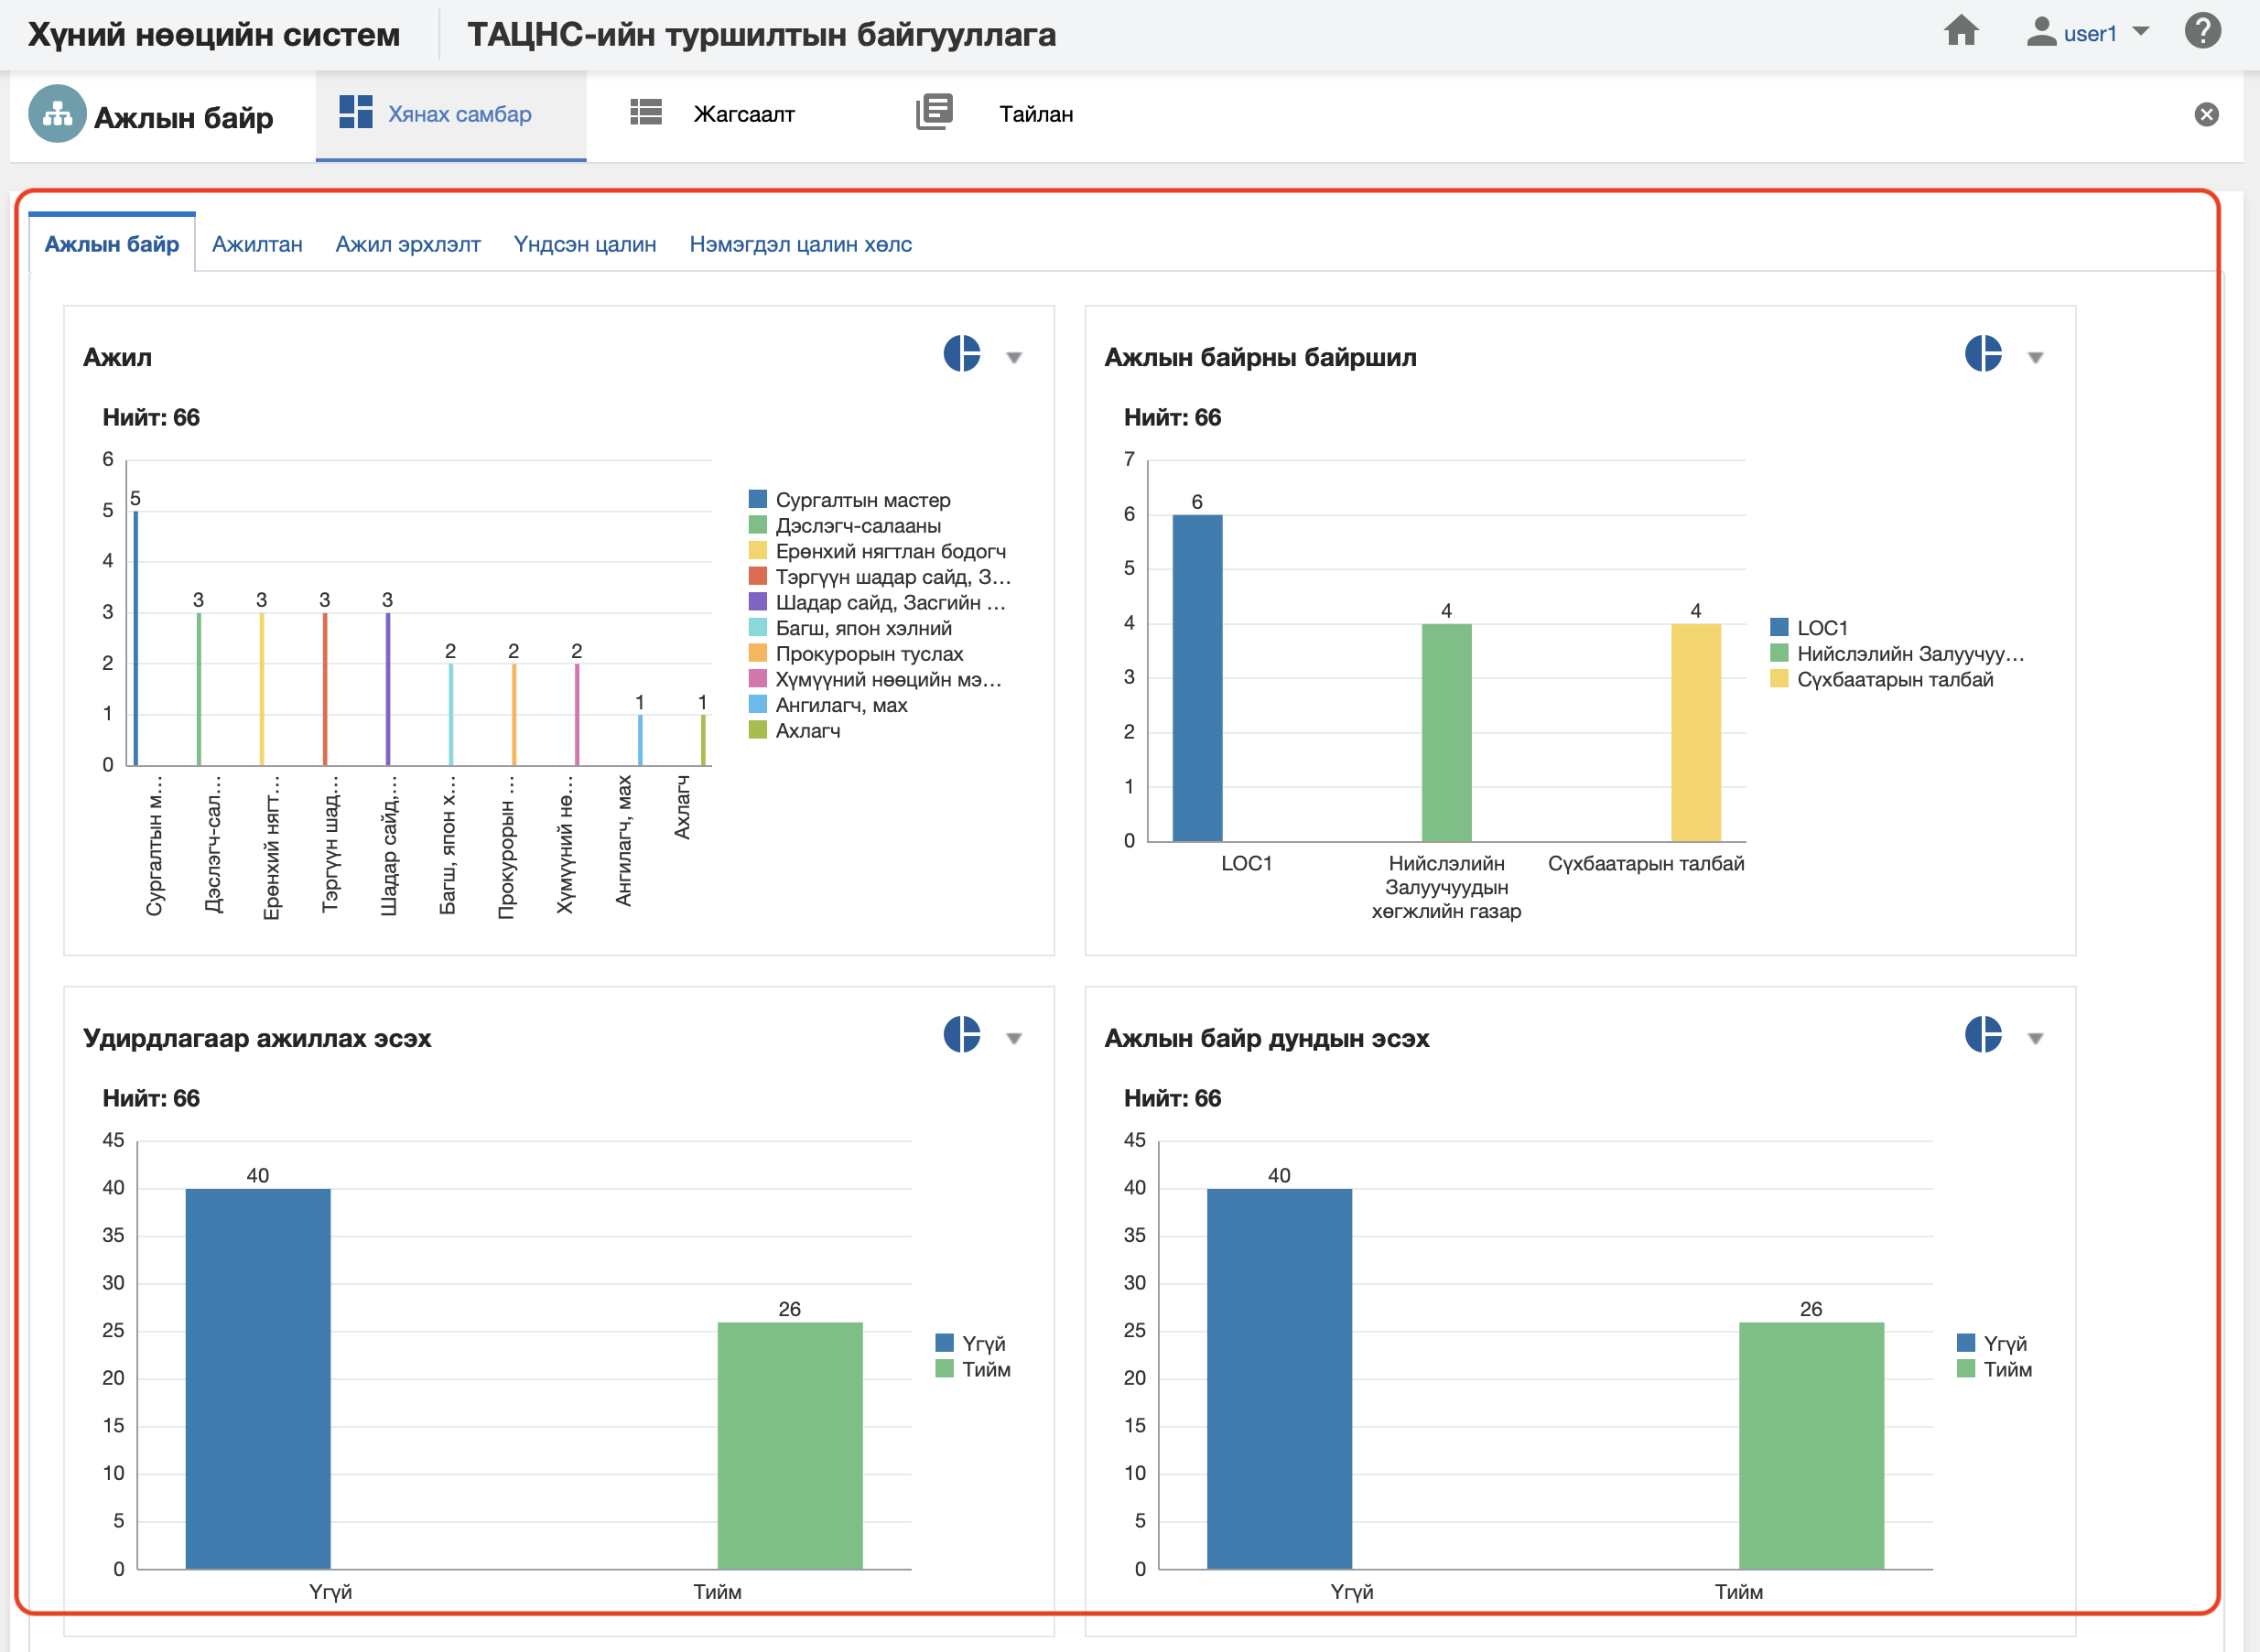 Хүний нөөцийн систем
ТАЦНС-ийн туршилтын байгууллага
user1
Ажлын байр
Хянах самбар
Жагсаалт
Тайлан
Ажлын байр
Ажилтан
Ажил эрхлэлт
Үндсэн цалин
Нэмэгдэл цалин хөлс
Ажил
Нийт: 66
6
5
4
3
2
1
0
5
3
3
3
3
2
2
2
1
1
Сургалтын м...
Дэслэгч-сал...
Ерөнхий нягт...
Тэргүүн шад...
Шадар сайд,...
Багш, япон х...
Прокурорын ...
Хүмүүний нө...
Ангилагч, мах
Ахлагч
Сургалтын мастер
Дэслэгч-салааны
Ерөнхий нягтлан бодогч
Тэргүүн шадар сайд, З...
Шадар сайд, Засгийн ...
Багш, япон хэлний
Прокурорын туслах
Хүмүүний нөөцийн мэ...
Ангилагч, мах
Ахлагч
Ажлын байрны байршил
Нийт: 66
7
6
5
4
3
2
1
0
6
4
4
LOC1
Нийслэлийн
Залуучуудын
хөгжлийн газар
Сүхбаатарын талбай
LOC1
Нийслэлийн Залуучуу...
Сүхбаатарын талбай
Удирдлагаар ажиллах эсэх
Нийт: 66
45
40
35
30
25
20
15
10
5
0
40
26
Үгүй
Тийм
Үгүй
Тийм
Ажлын байр дундын эсэх
Нийт: 66
45
40
35
30
25
20
15
10
5
0
40
26
Үгүй
Тийм
Үгүй
Тийм